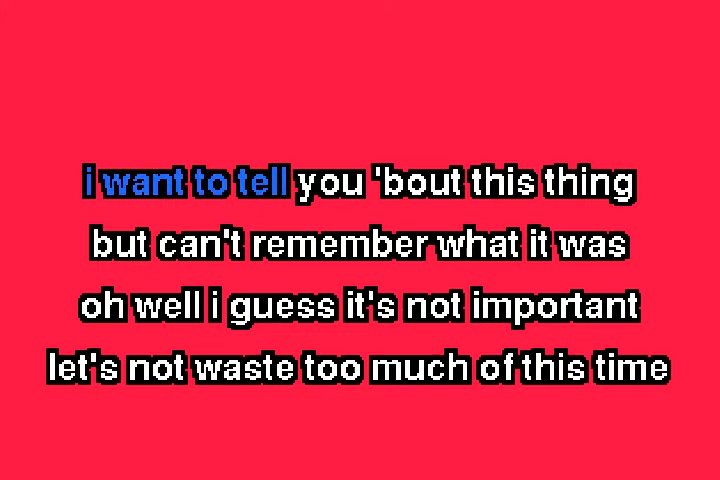 i want to tell you 'bout this thing
but can't remember what it was
oh well i guess it's not important
let's not waste too much of this time